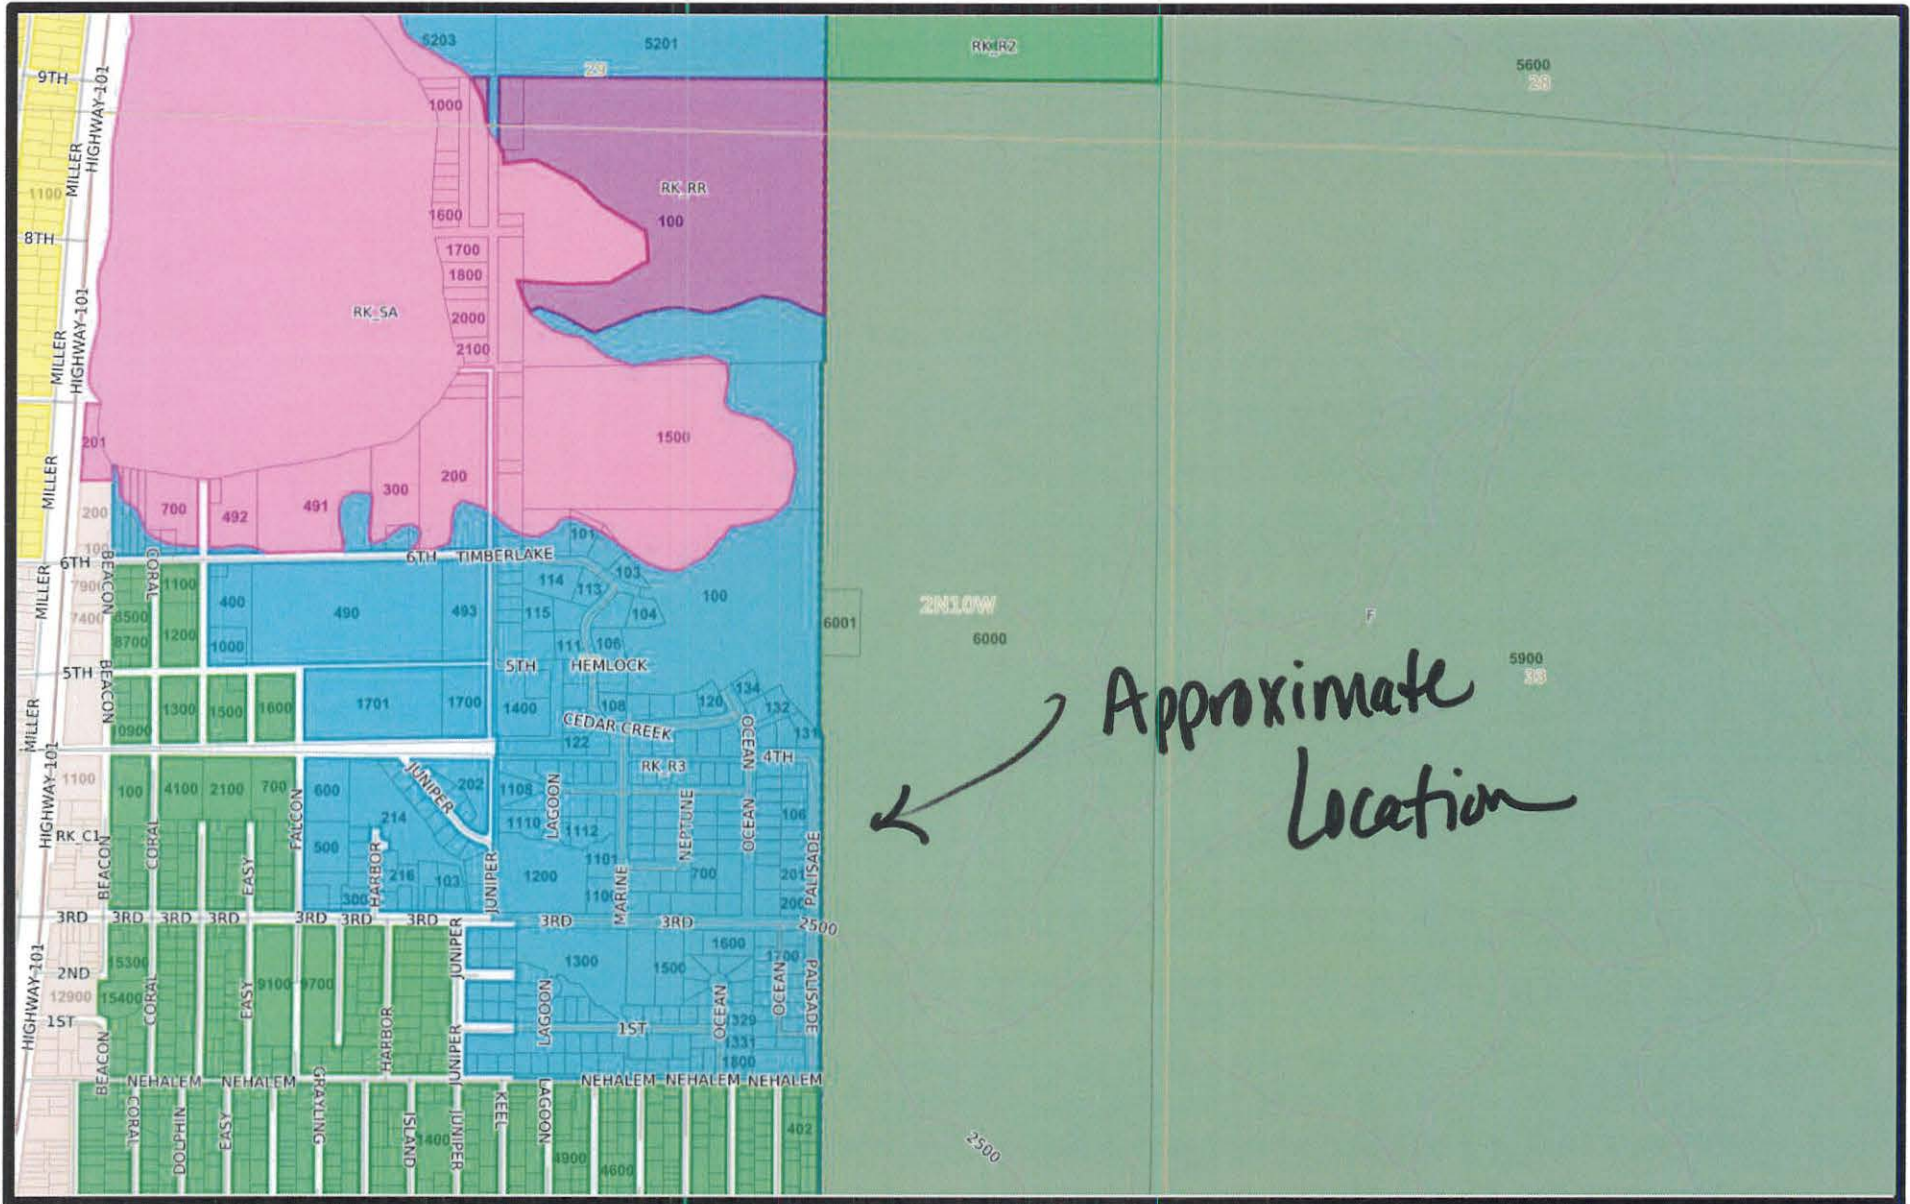 5203
5201
RK_R2
5600
28
29
9TH
HIGHWAY-101
MILLER
1000
1100
RK_RR
100
1600
8TH
1700
1800
RK_SA
2000
2100
HIGHWAY-101
MILLER
201
1500
MILLER
200
700
492
491
300
200
100
101
6TH
BEACON
CORAL
6TH
TIMBERLAKE
7900
1100
114
113
103
100
400
490
493
MILLER
7400
8500
115
104
2N10W
F
8700
1200
1000
111
106
6001
6000
5TH
BEACON
5TH
HEMLOCK
5900
33
1300
1500
1600
1701
1700
1400
108
120
134
132
Approximate
MILLER
10900
CEDAR CREEK
122
OCEAN
131
HIGHWAY-101
1100
4TH
RK_R3
100
4100
2100
700
FALCON
600
JUNIPER
202
1108
LAGOON
NEPTUNE
OCEAN
106
Location
RK_C1
BEACON
CORAL
EASY
500
214
HARBOR
1110
1112
PALISADE
1101
216
103
JUNIPER
1200
MARINE
700
201
300
1100
200
3RD
3RD
3RD
3RD
3RD
3RD
3RD
3RD
3RD
2500
HIGHWAY-101
15300
JUNIPER
1300
1500
1600
1700
2ND
9100
9700
12900
15400
CORAL
EASY
LAGOON
OCEAN
OCEAN
PALISADE
1ST
HARBOR
JUNIPER
1ST
1329
1331
1800
BEACON
NEHALEM
NEHALEM
NEHALEM
NEHALEM
NEHALEM
CORAL
DOLPHIN
EASY
GRAYLING
ISLAND
1400
JUNIPER
KEEL
LAGOON
4900
4600
402
2500